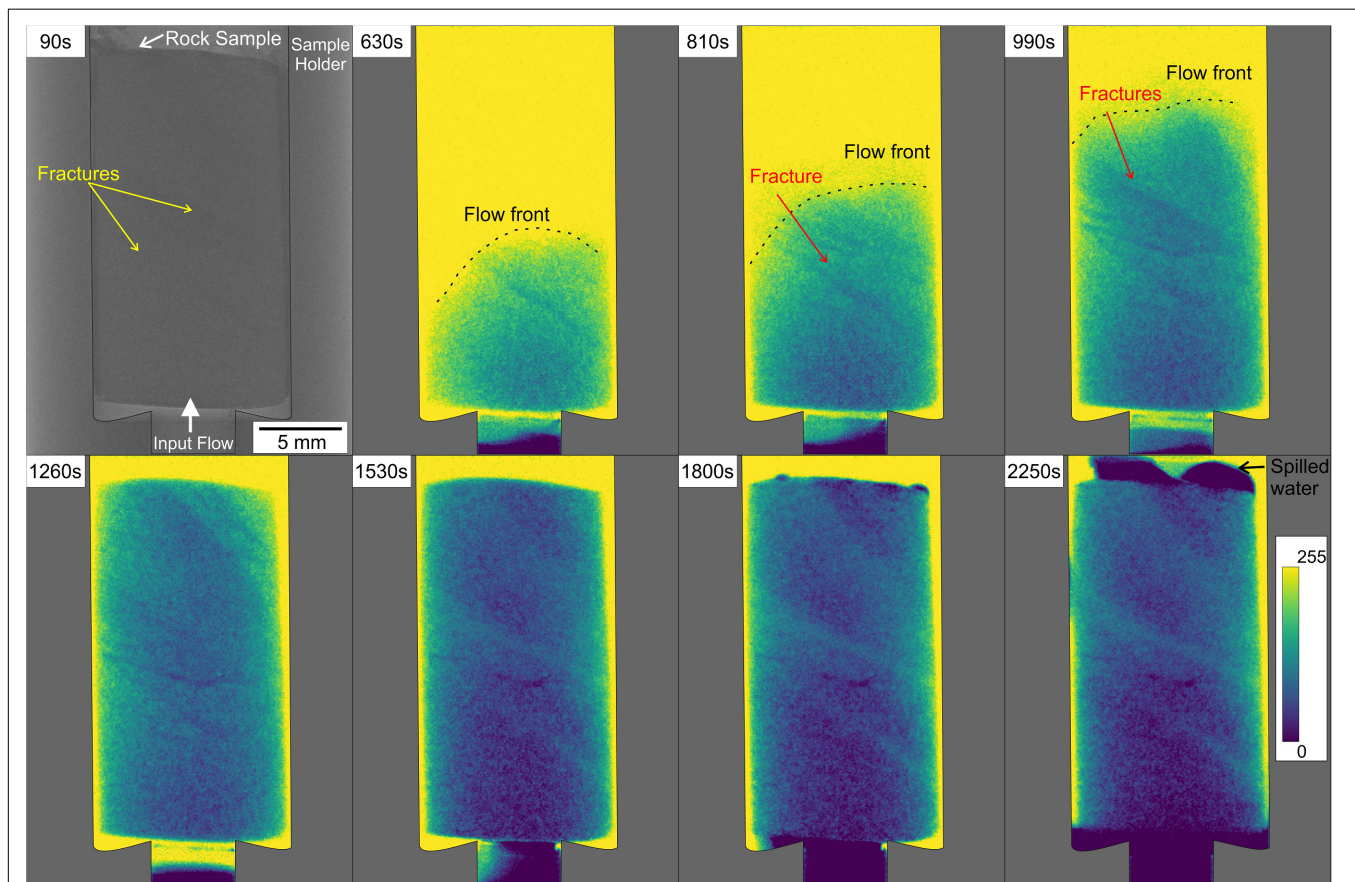 90s
Rock Sample
Sample
Holder
Fractures
Input Flow
5 mm
630s
Flow front
810s
Flow front
Fracture
990s
Flow front
Fractures
1260s
1530s
1800s
2250s
Spilled
water
255
0